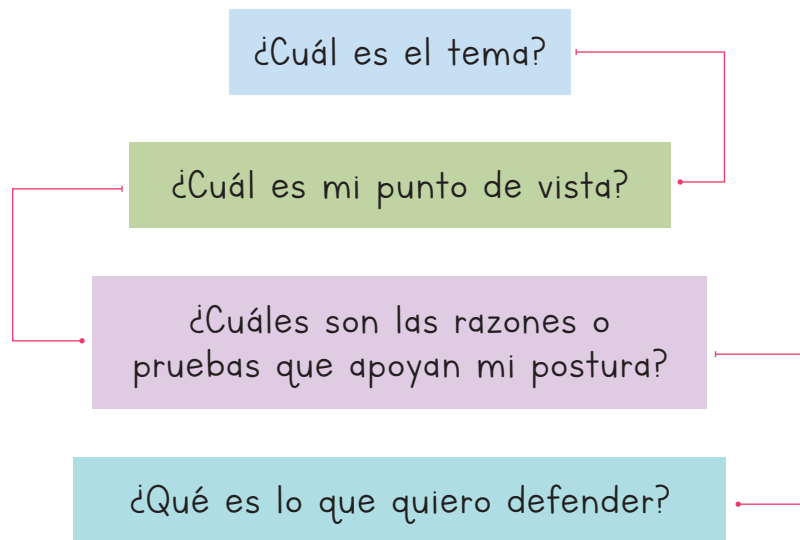 ¿Cuál es el tema?
¿Cuál es mi punto de vista?
¿Cuáles son las razones o
pruebas que apoyan mi postura?
¿Qué es lo que quiero defender?